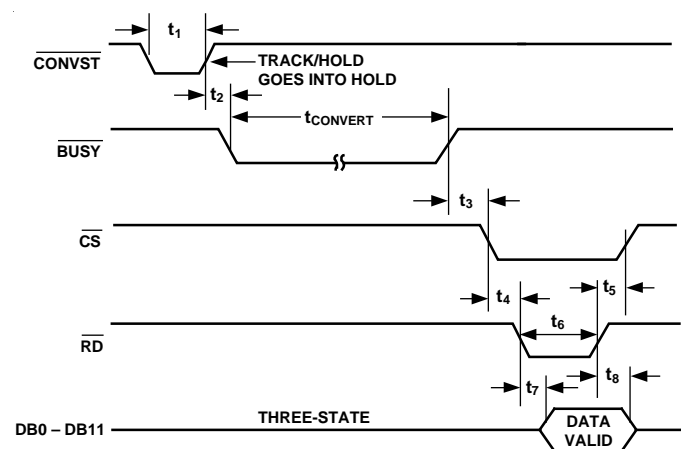 t1
CONVST
TRACK/HOLD
GOES INTO HOLD
t2
tCONVERT
BUSY
t3
CS
t4
t5
t6
RD
t7
t8
THREE-STATE
DB0 – DB11
DATA
VALID